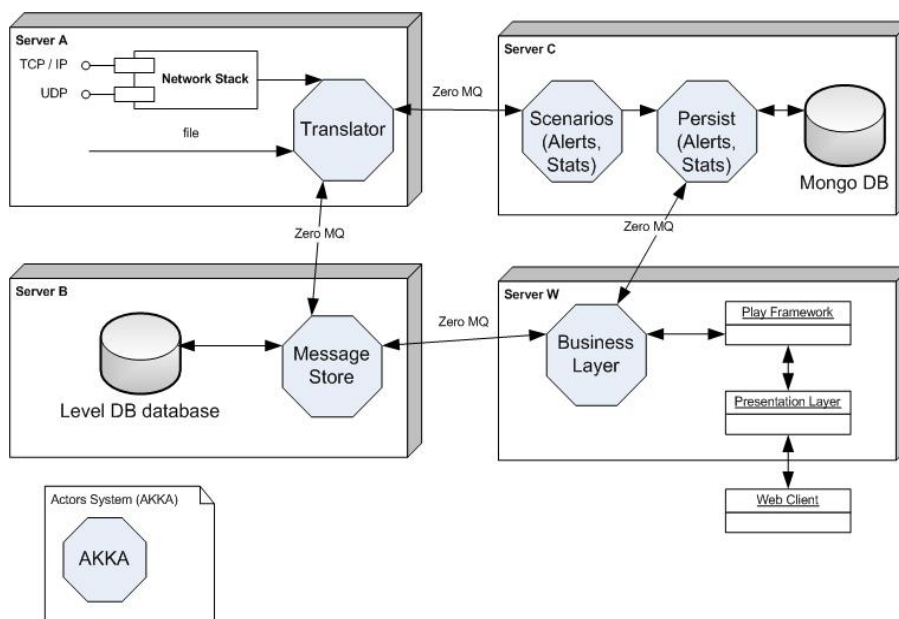 Server A
TCP / IP
UDP
Network Stack
file
Translator
Zero MQ
Server C
Scenarios
(Alerts,
Stats)
Persist
(Alerts,
Stats)
Mongo DB
Zero MQ
Zero MQ
Server B
Level DB database
Message
Store
Zero MQ
Server W
Business
Layer
Play Framework
Presentation Layer
Web Client
Actors System (AKKA)
AKKA